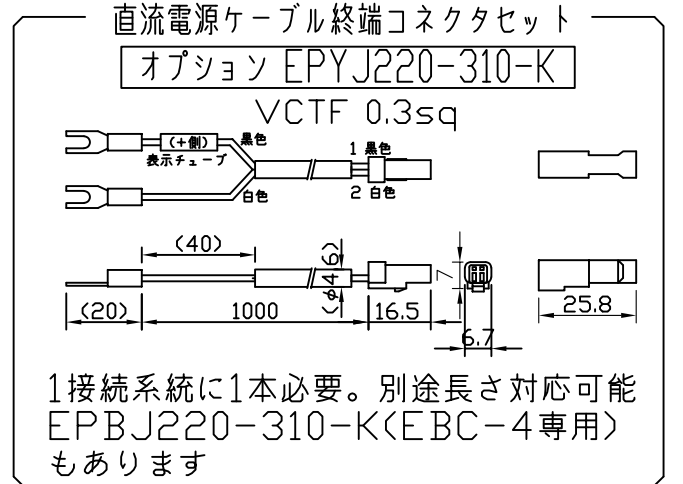 直流電源ケーブル終端コネクタセット
オプション EPYJ220-310-K
VCTF 0.3sq
(+側)
黒色
表示チューブ
白色
1 黒色
2 白色
(40)
(φ4.6)
7
(20)
1000
16.5
6.7
25.8
1接続系統に1本必要。別途長さ対応可能
EPBJ220-310-K(EBC-4専用)
もあります